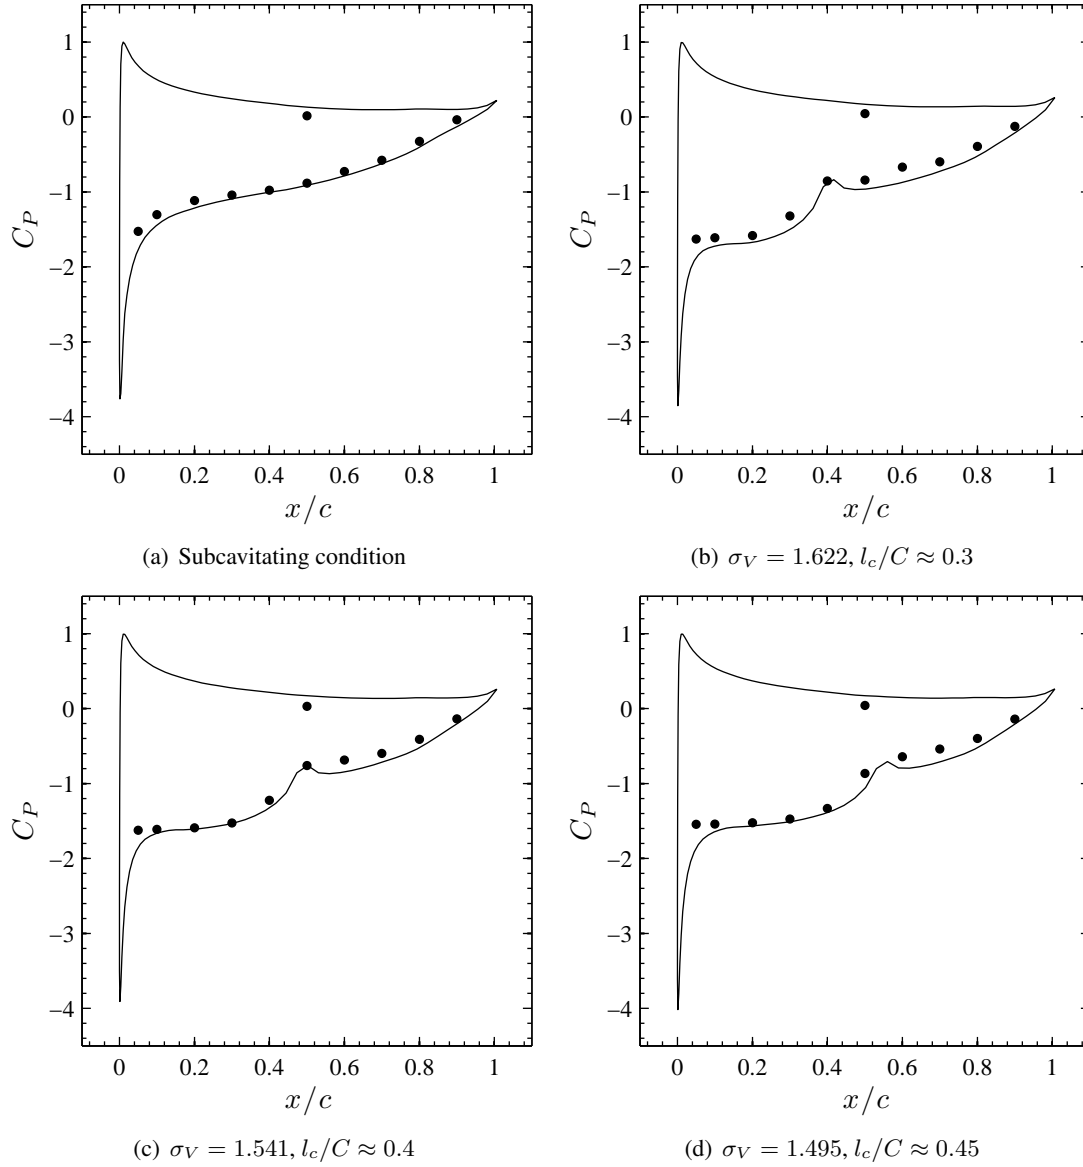 1
0
−1
−2
−3
−4
C_P
0 0.2 0.4 0.6 0.8 1
x/c
(a) Subcavitating condition
1
0
−1
−2
−3
−4
C_P
0 0.2 0.4 0.6 0.8 1
x/c
(b) σ_V = 1.622, l_c/C ≈ 0.3
1
0
−1
−2
−3
−4
C_P
0 0.2 0.4 0.6 0.8 1
x/c
(c) σ_V = 1.541, l_c/C ≈ 0.4
1
0
−1
−2
−3
−4
C_P
0 0.2 0.4 0.6 0.8 1
x/c
(d) σ_V = 1.495, l_c/C ≈ 0.45